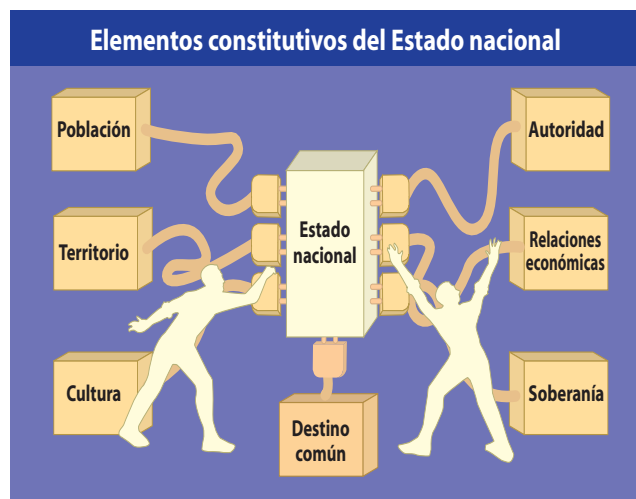 Elementos constitutivos del Estado nacional
Población
Autoridad
Estado
nacional
Territorio
Relaciones
económicas
Cultura
Soberanía
Destino
común